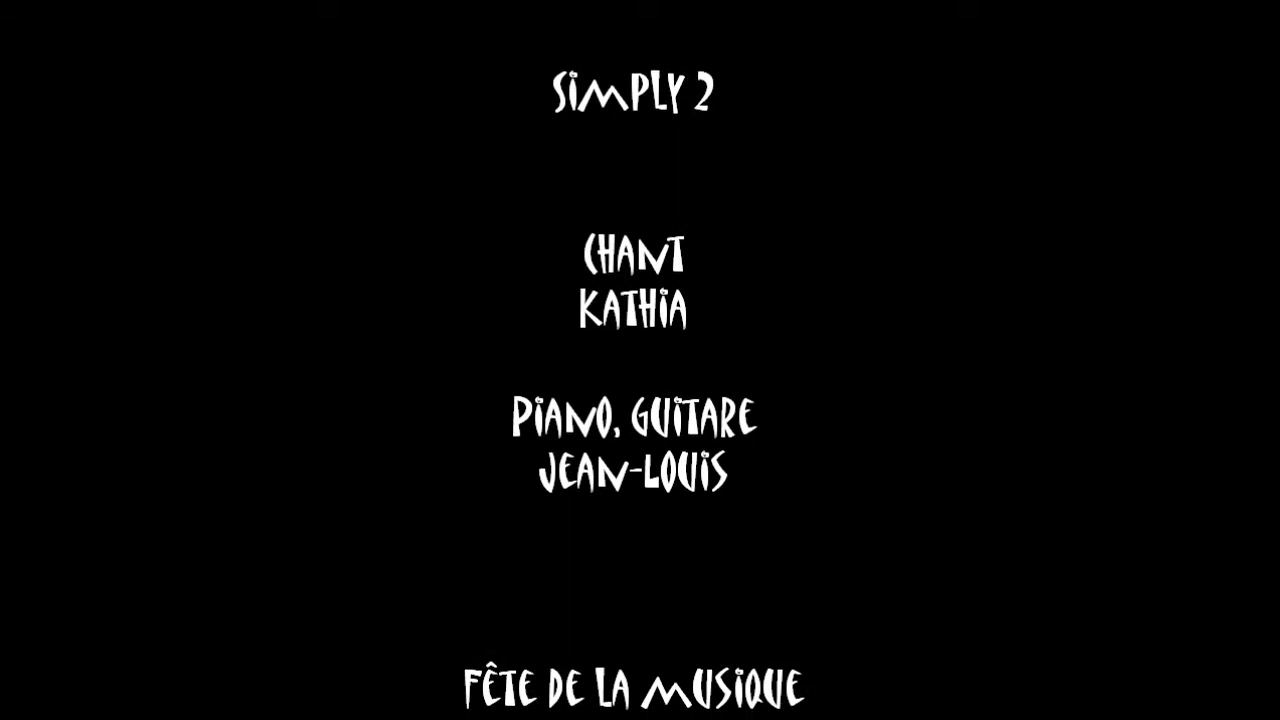 SIMPLY 2
CHANT
KATHIA
PIANO, GUITARE
JEAN-LOUIS
FÊTE DE LA MUSIQUE